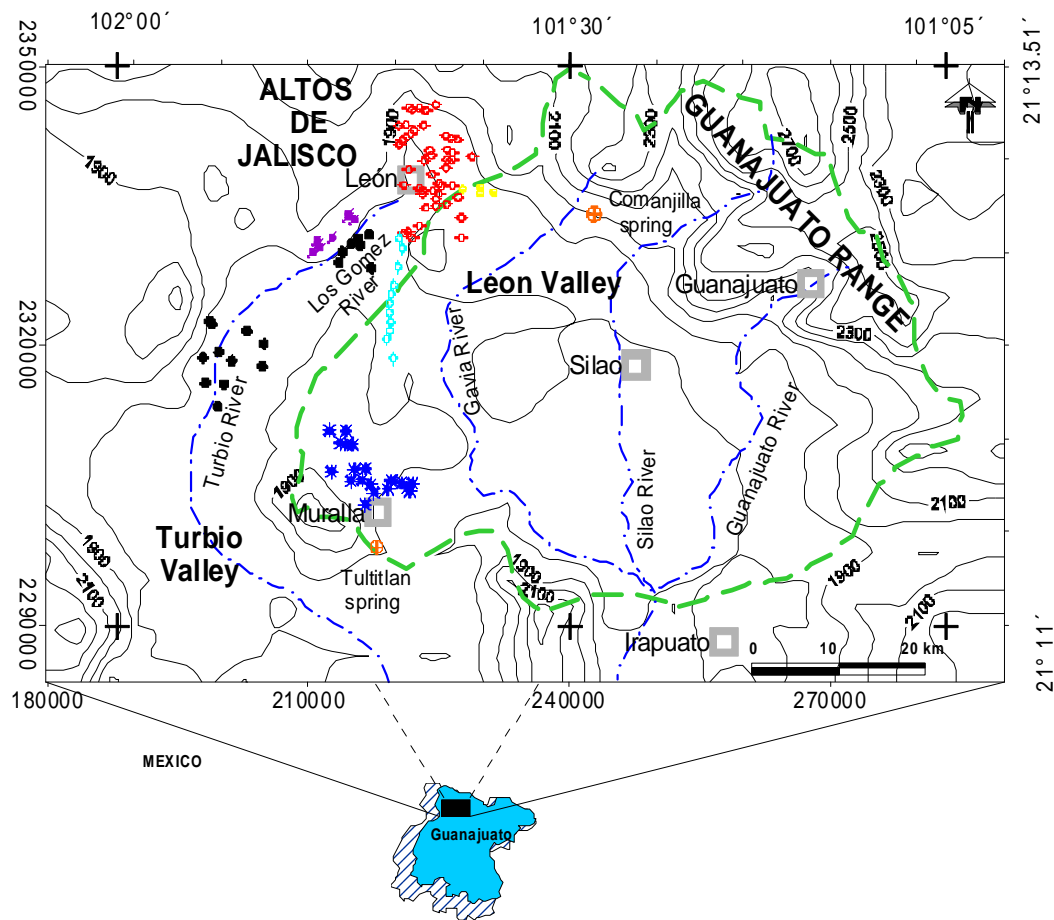 102°00´
101°30´
101°05´
2350000
21°13.51´
ALTOS
DE
JALISCO
1900
2100
2300
2700
2500
GUANAJUATO RANGE
N
1900
León
2300
Comanjilla
spring
2500
Los Gomez
River
Leon Valley
Guanajuato
2300
2320000
Gavia River
Silao
Turbio River
Silao River
Guanajuato River
1900
2100
Muralla
Turbio
Valley
1900
2100
Tultitlan
spring
1900
2100
1900
2100
2290000
Irapuato
0 10 20 km
21° 11´
180000
210000
240000
270000
MEXICO
Guanajuato